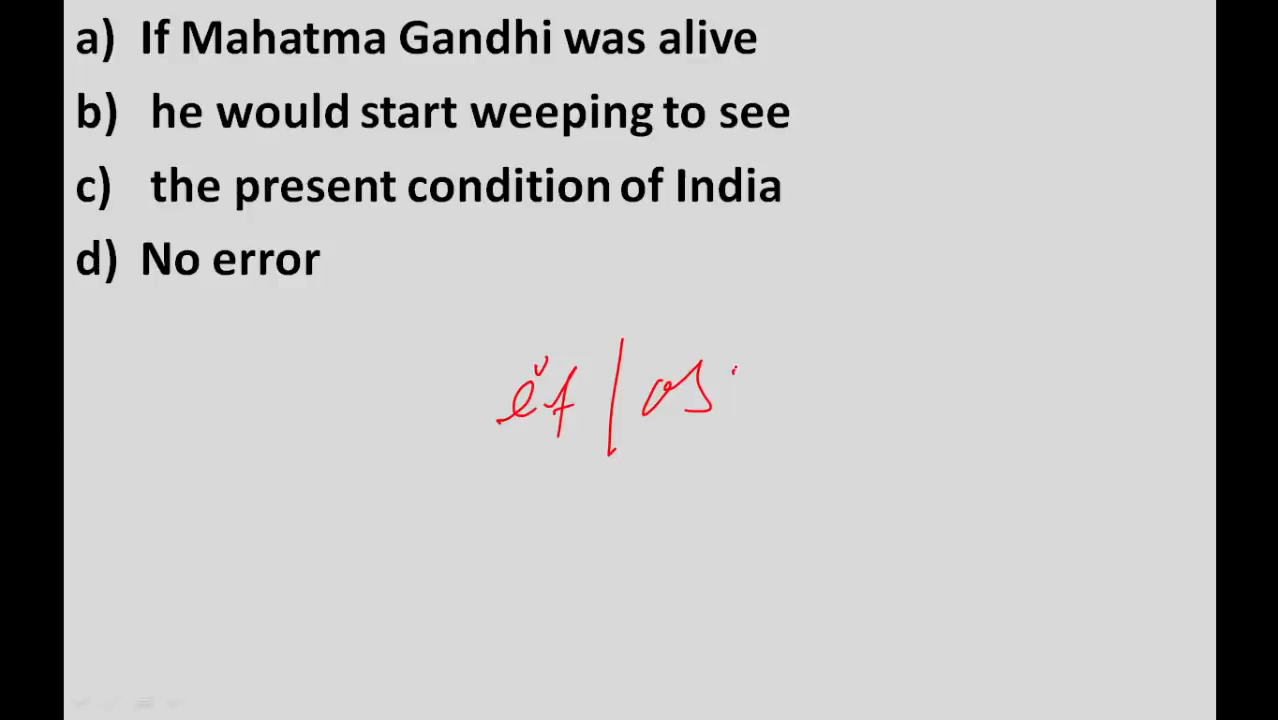 a) If Mahatma Gandhi was alive
b) he would start weeping to see
c) the present condition of India
d) No error
if | as